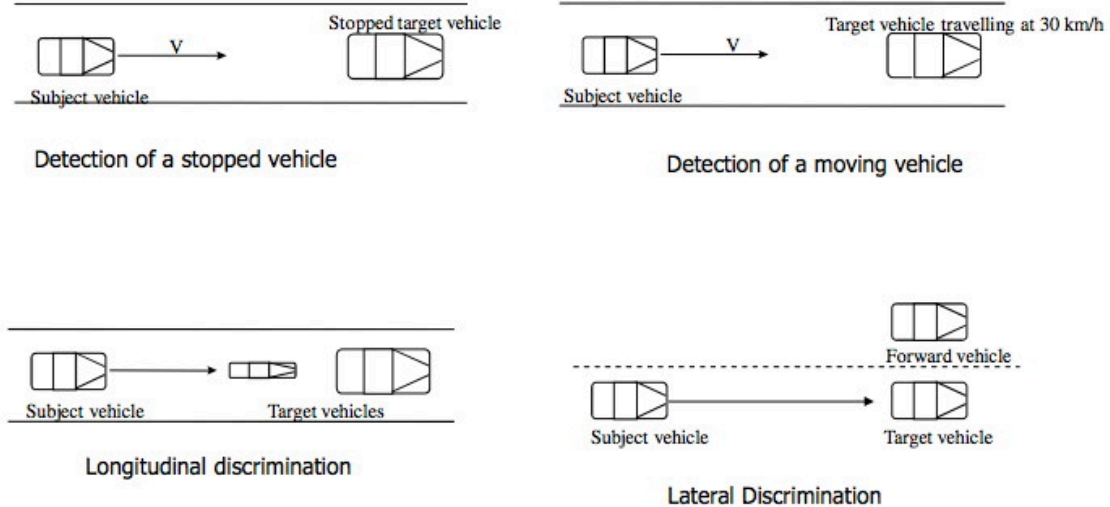 Stopped target vehicle
V
Subject vehicle
Detection of a stopped vehicle
Target vehicle travelling at 30 km/h
V
Subject vehicle
Detection of a moving vehicle
Subject vehicle
Target vehicles
Longitudinal discrimination
Forward vehicle
Subject vehicle
Target vehicle
Lateral Discrimination